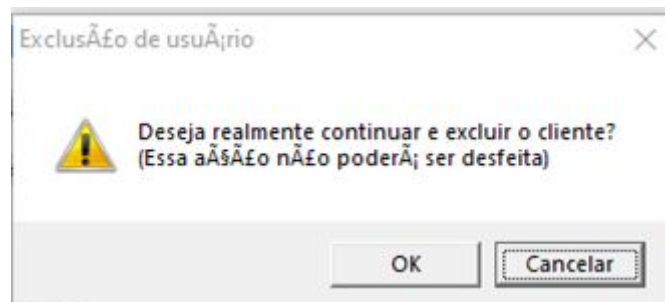 ExclusÃ£o de usuÃ¡rio
Deseja realmente continuar e excluir o cliente?
(Essa aÃ§Ã£o nÃ£o poderÃ¡ ser desfeita)
OK Cancelar